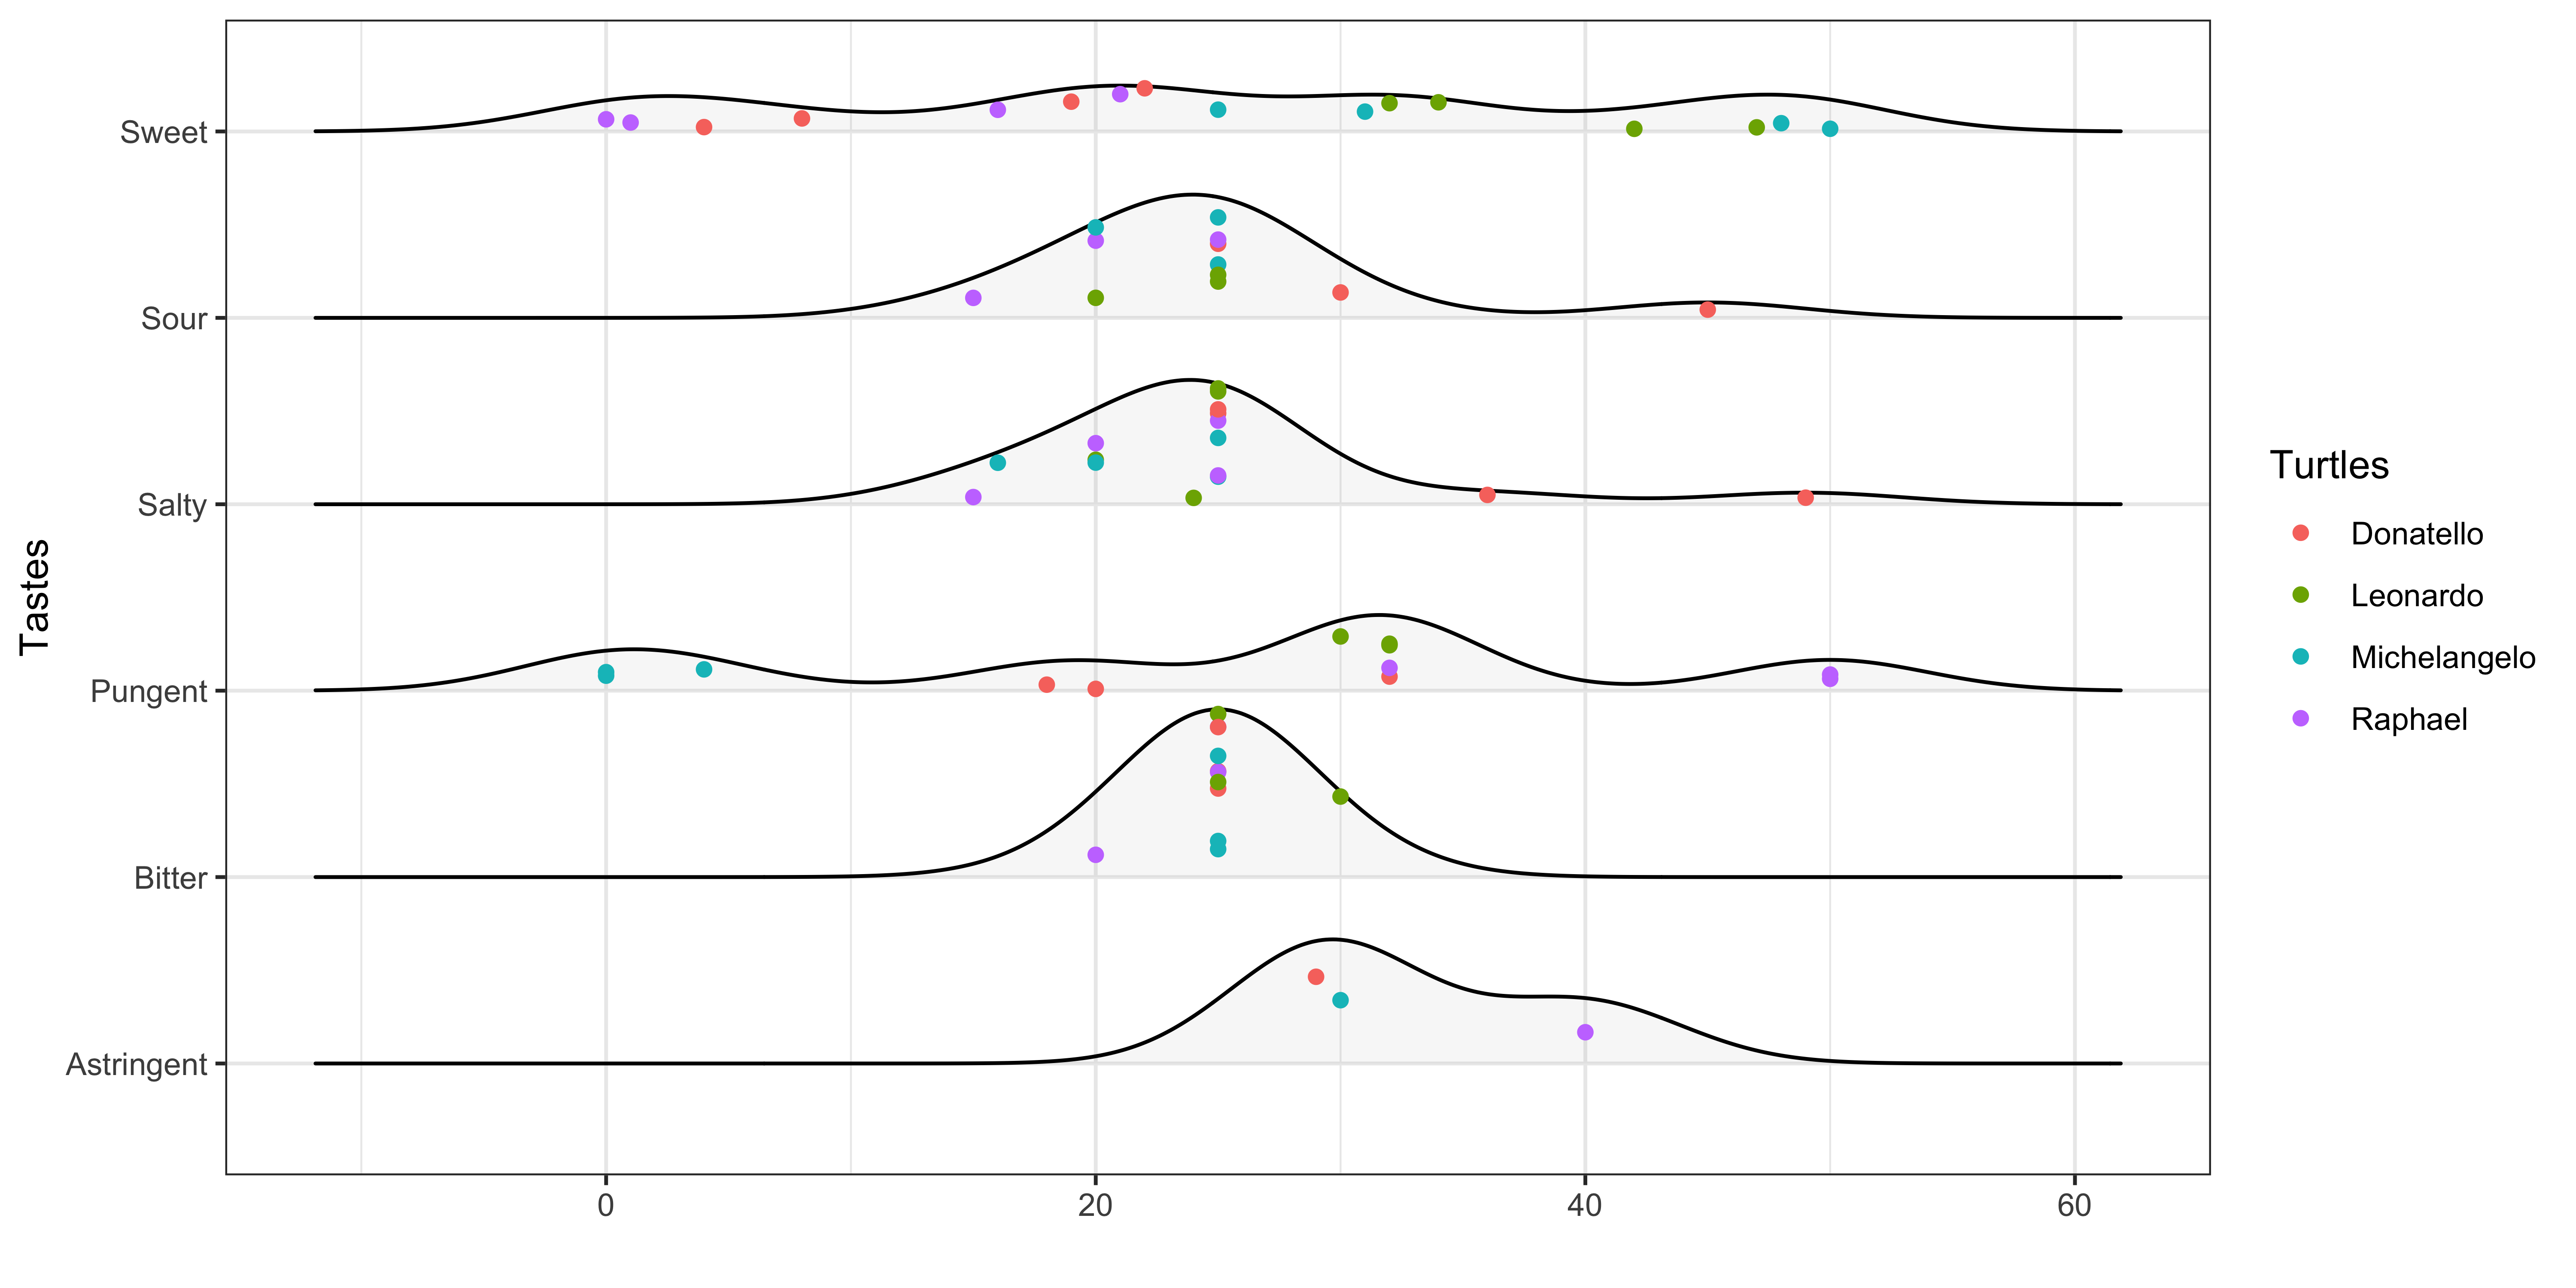 Tastes
Sweet
Sour
Salty
Pungent
Bitter
Astringent
0 20 40 60
Turtles
Donatello
Leonardo
Michelangelo
Raphael